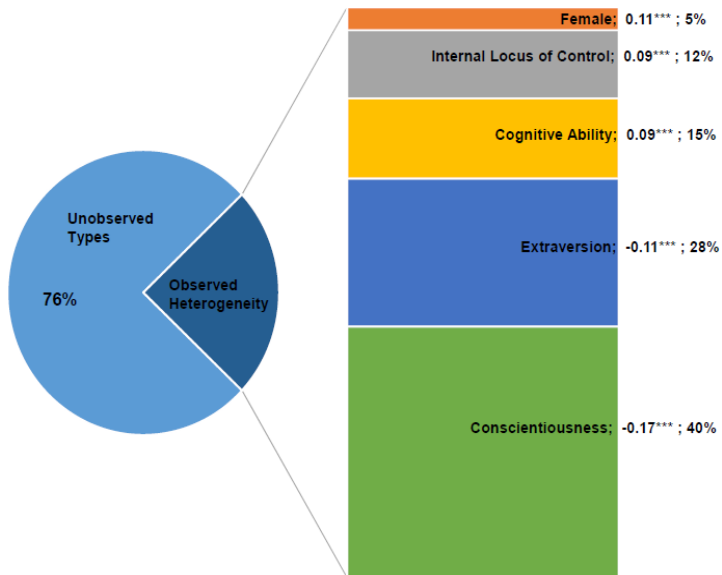 Unobserved
Types
76%
Observed
Heterogeneity
Female; 0.11*** ; 5%
Internal Locus of Control; 0.09*** ; 12%
Cognitive Ability; 0.09*** ; 15%
Extraversion; -0.11*** ; 28%
Conscientiousness; -0.17*** ; 40%